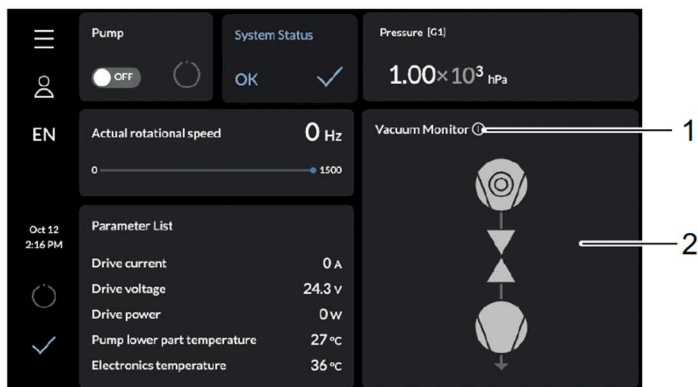 Pump
OFF
System Status
OK
Pressure [G1]
1.00×10³ hPa
EN
Oct 12
2:16 PM
Actual rotational speed 0 Hz
0 1500
Parameter List
Drive current 0 A
Drive voltage 24.3 V
Drive power 0 W
Pump lower part temperature 27 °C
Electronics temperature 36 °C
Vacuum Monitor i
1
2